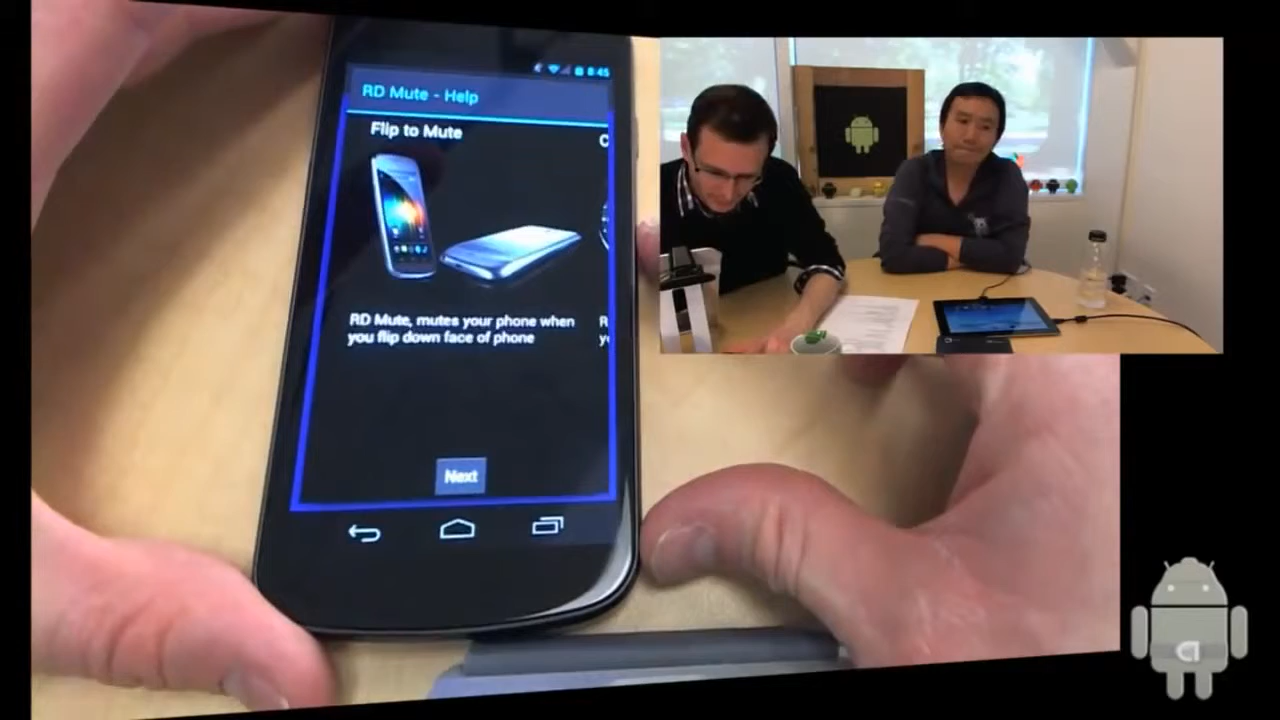 8:45
RD Mute - Help
Flip to Mute
RD Mute, mutes your phone when
you flip down face of phone
Next